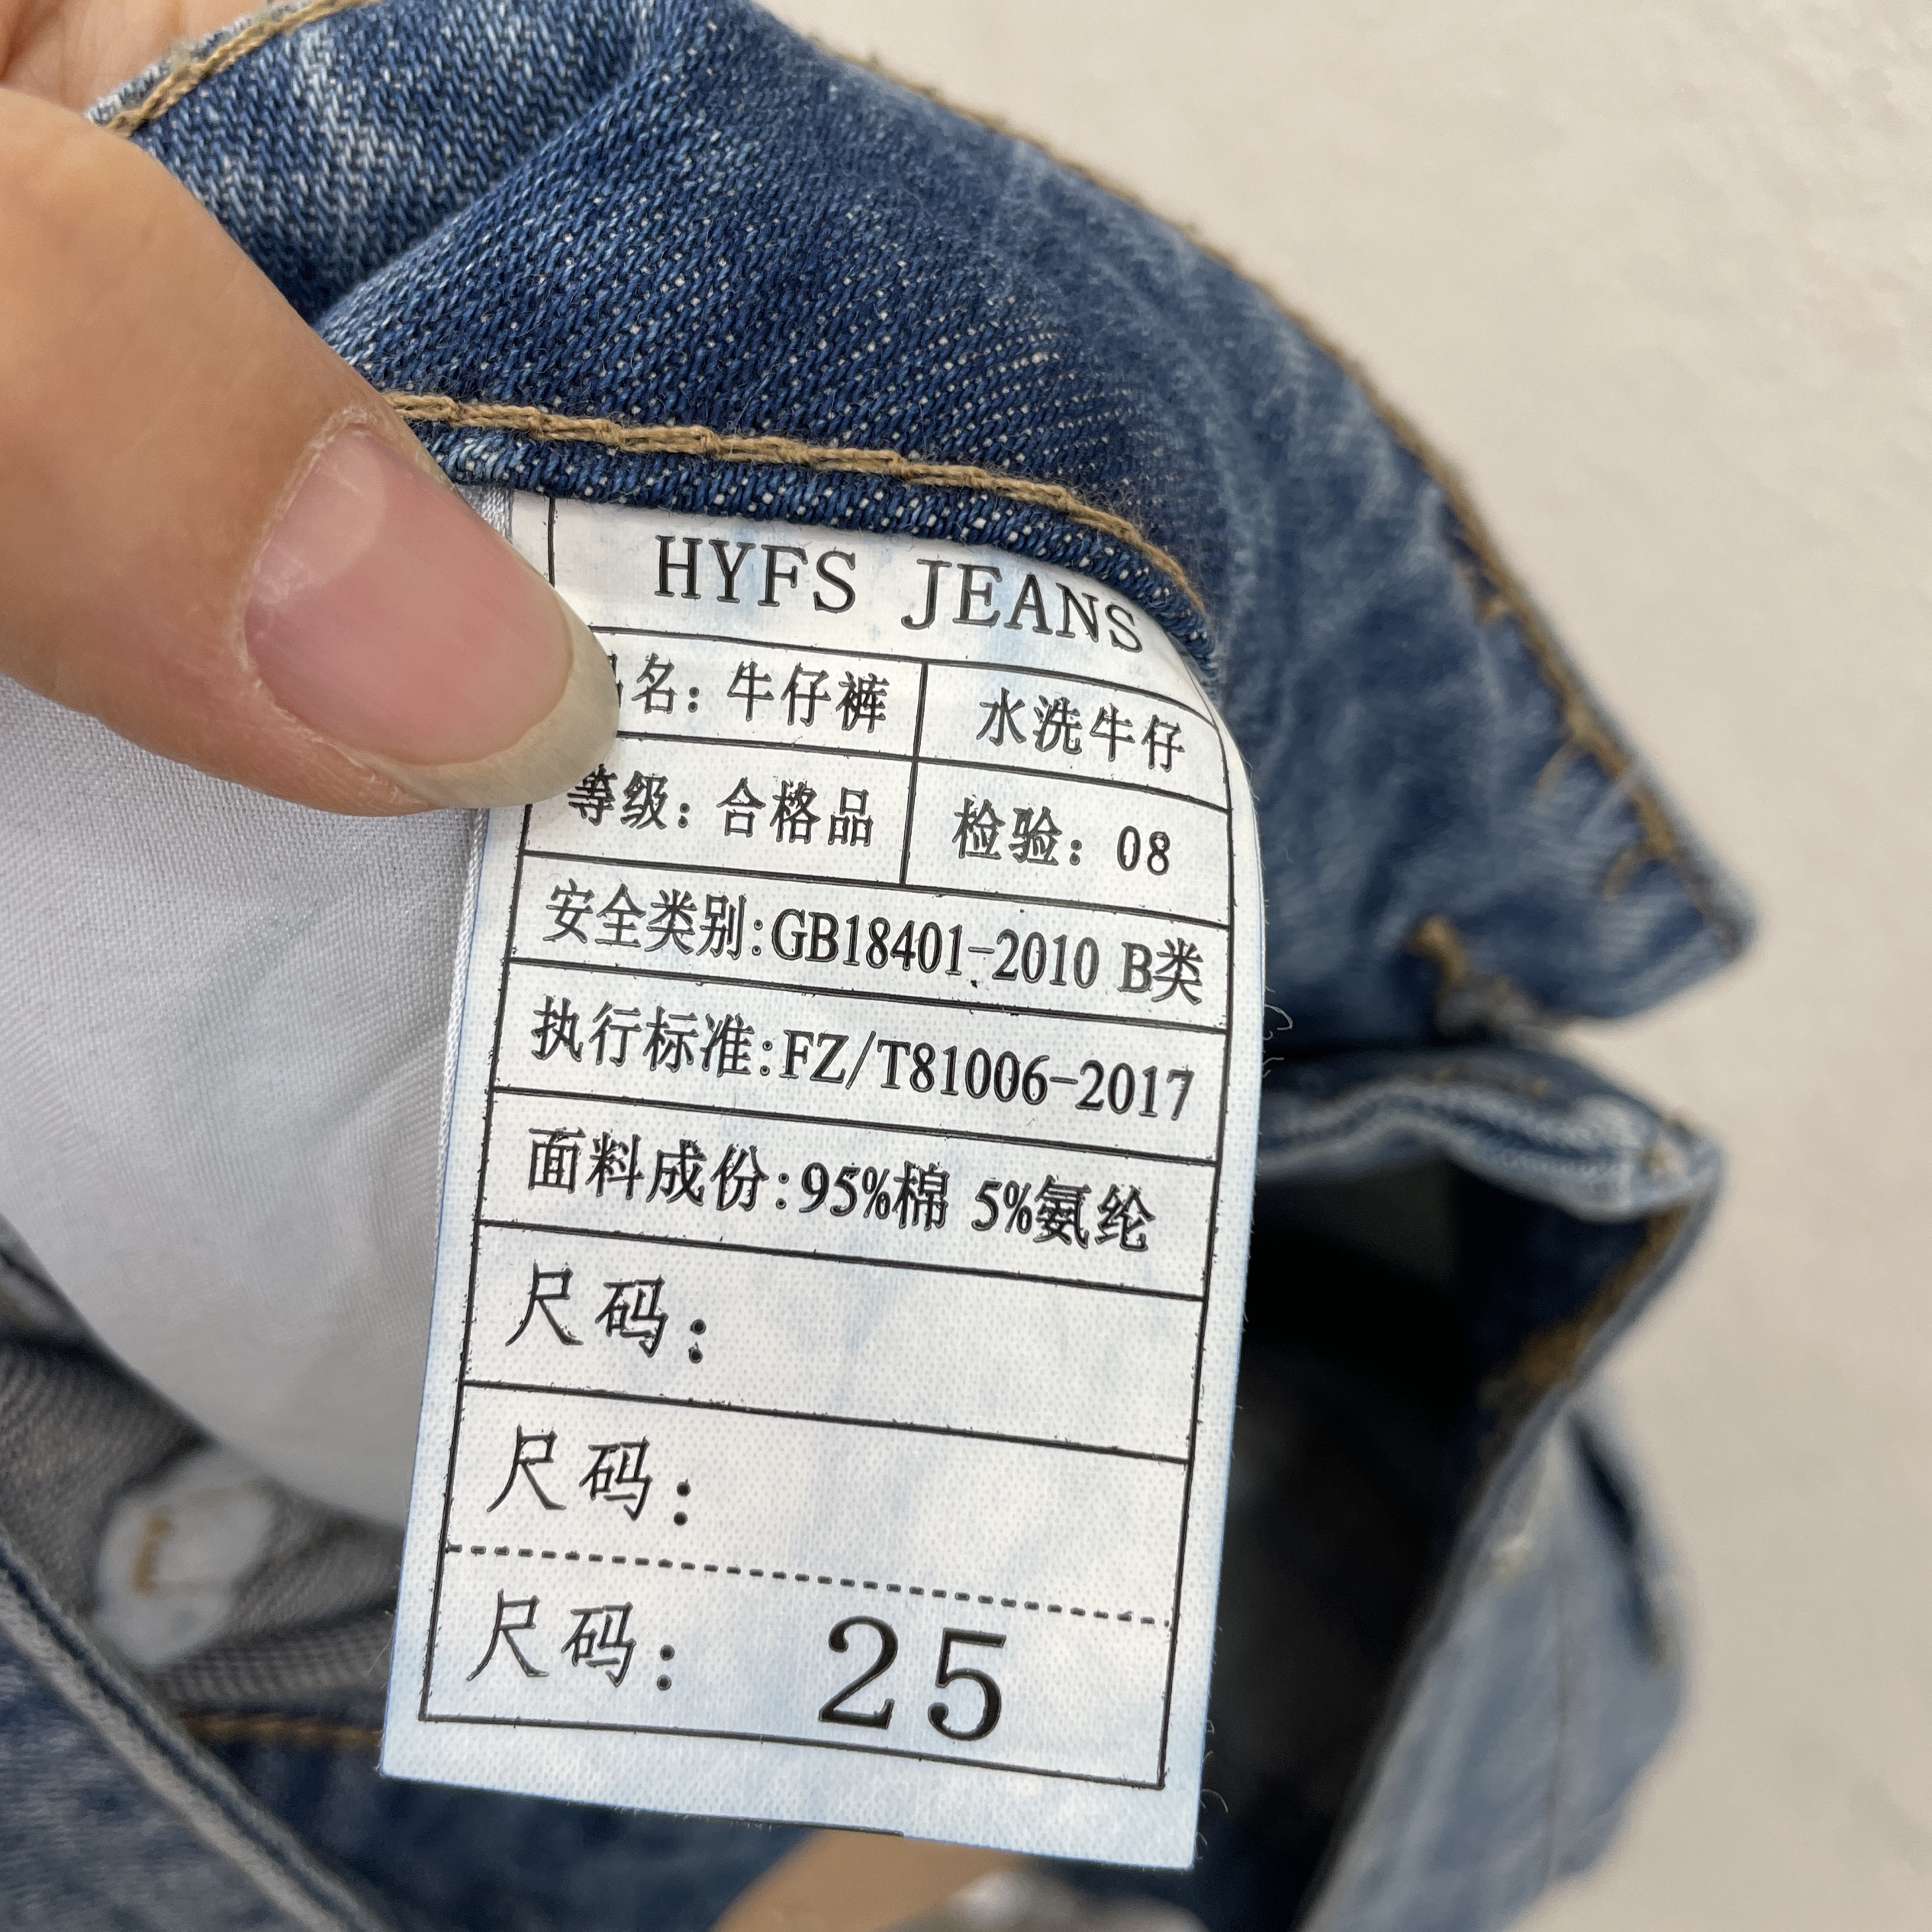 HYFS JEANS
名：牛仔裤 水洗牛仔
等级：合格品 检验：08
安全类别:GB18401-2010 B类
执行标准:FZ/T81006-2017
面料成份:95%棉 5%氨纶
尺码：
尺码：
尺码： 25